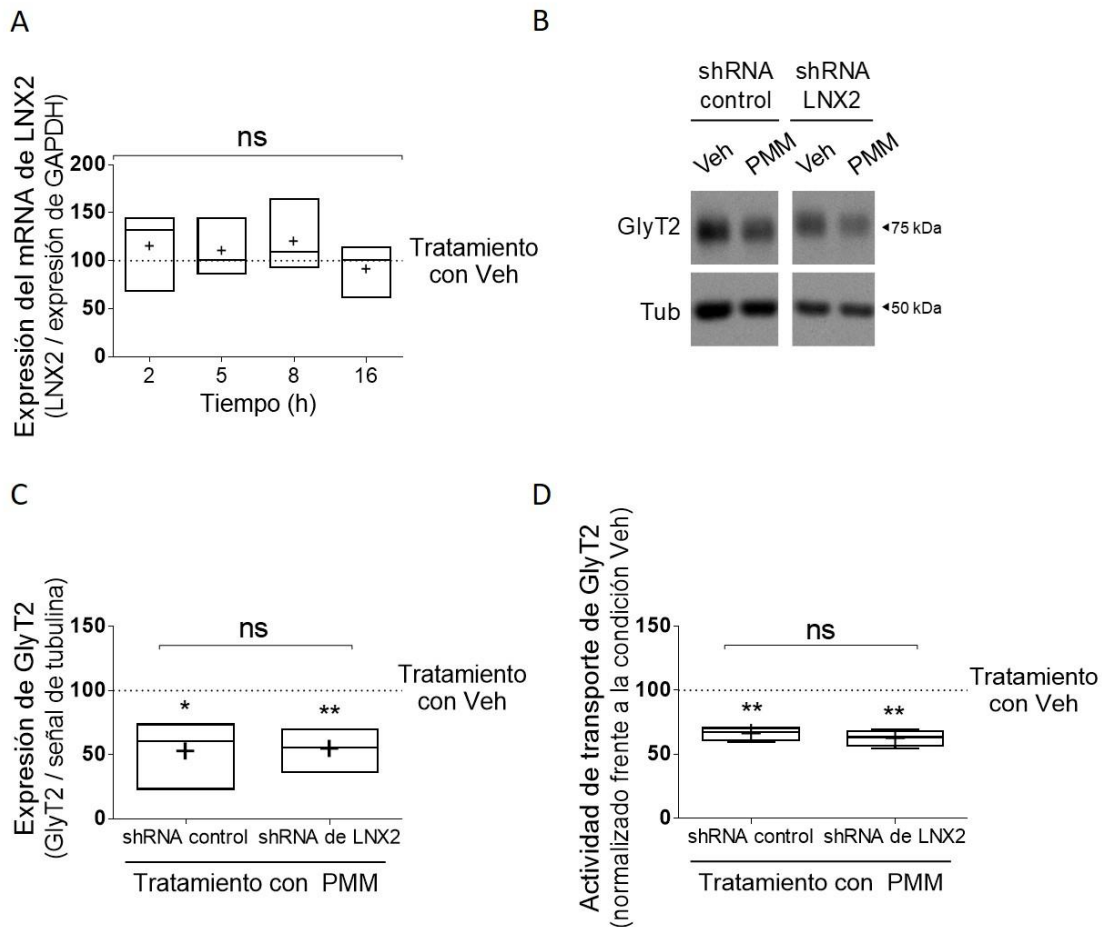 A
Expresión del mRNA de LNX2
(LNX2 / expresión de GAPDH)
ns
200
150
100
50
0
2 5 8 16
Tiempo (h)
Tratamiento
con Veh
B
shRNA shRNA
control LNX2
Veh PMM Veh PMM
GlyT2
◄75 kDa
Tub
◄50 kDa
C
Expresión de GlyT2
(GlyT2 / señal de tubulina)
150
100
50
0
ns
* **
Tratamiento
con Veh
shRNA control shRNA de LNX2
Tratamiento con PMM
D
Actividad de transporte de GlyT2
(normalizado frente a la condición Veh)
150
100
50
0
ns
** **
Tratamiento
con Veh
shRNA control shRNA de LNX2
Tratamiento con PMM